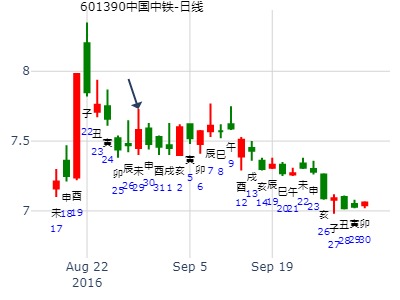 601390中国中铁-日线
8
7.5
7
未 17
申 18
酉 19
子 22
丑 23
寅 24
卯 25
辰 26
未 29
申 30
酉 31
戌 1
亥 2
丑 5
寅
卯 6
辰 7
巳 8
午 9
酉 12
戌 13
亥 14
辰 19
巳 20
午 21
未 22
申 23
亥 26
子 27
丑 28
寅 29
卯 30
Aug 22 Sep 5 Sep 19
2016